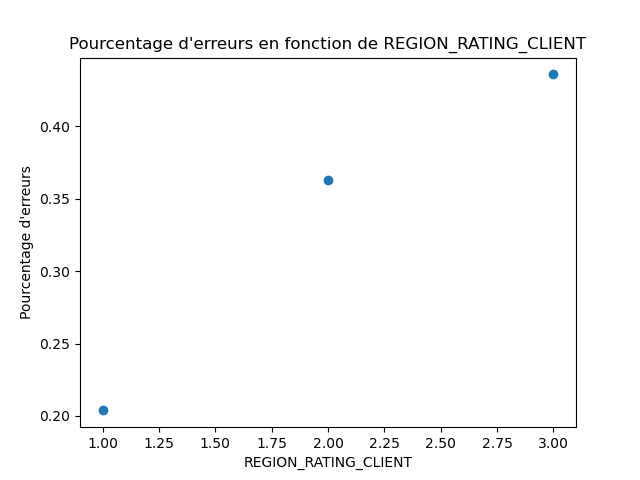 Pourcentage d'erreurs en fonction de REGION_RATING_CLIENT
Pourcentage d'erreurs
0.40
0.35
0.30
0.25
0.20
1.00 1.25 1.50 1.75 2.00 2.25 2.50 2.75 3.00
REGION_RATING_CLIENT